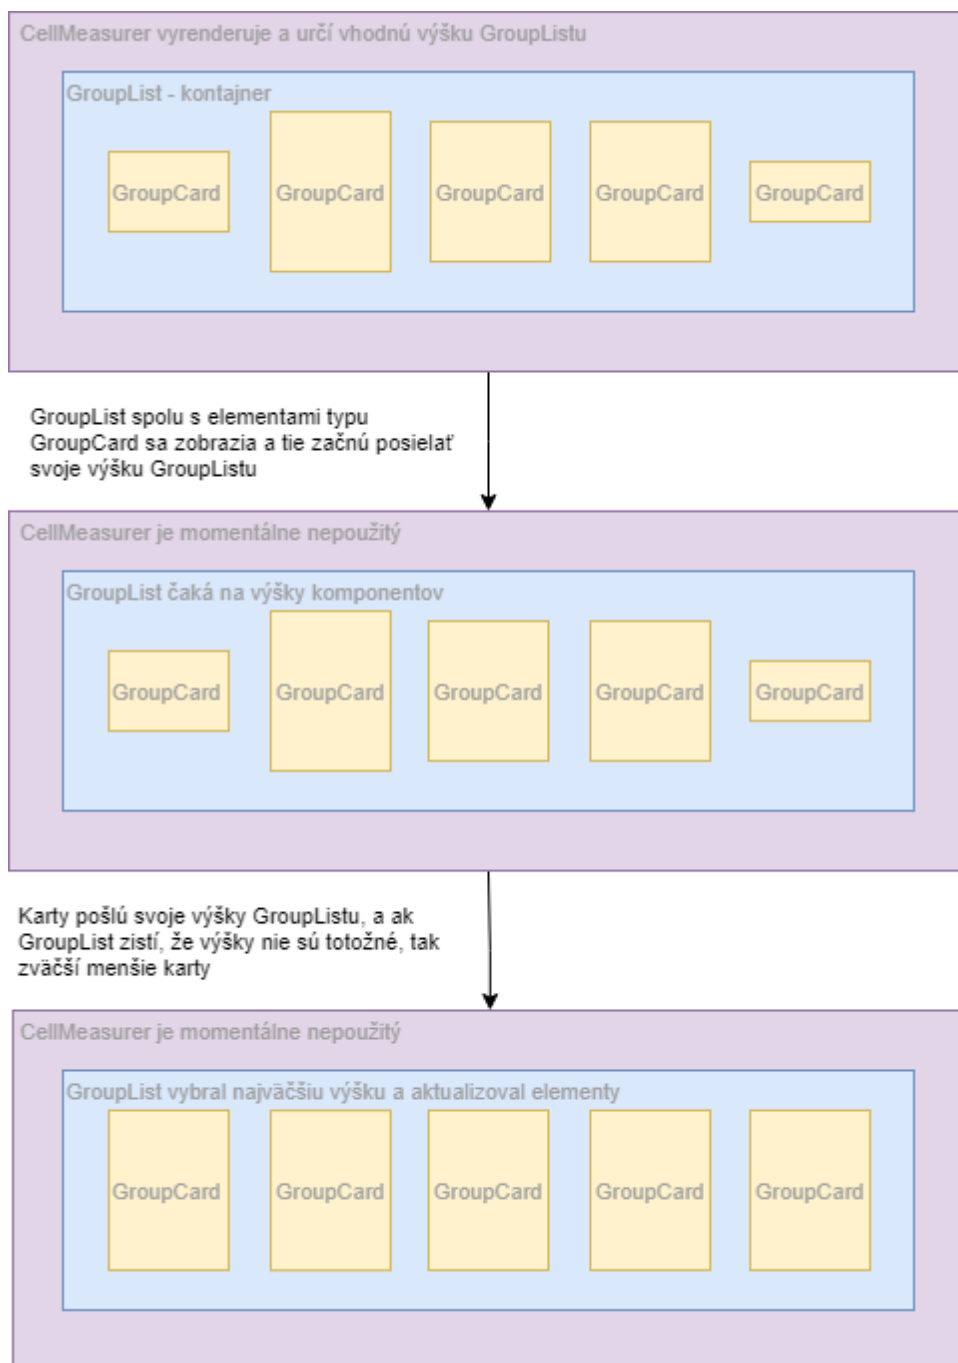 CellMeasurer vyrenderuje a určí vhodnú výšku GroupListu
GroupList - kontajner
GroupCard GroupCard GroupCard GroupCard GroupCard
GroupList spolu s elementami typu
GroupCard sa zobrazia a tie začnú posielať
svoje výšku GroupListu
CellMeasurer je momentálne nepoužitý
GroupList čaká na výšky komponentov
GroupCard GroupCard GroupCard GroupCard GroupCard
Karty pošlú svoje výšky GroupListu, a ak
GroupList zistí, že výšky nie sú totožné, tak
zväčší menšie karty
CellMeasurer je momentálne nepoužitý
GroupList vybral najväčšiu výšku a aktualizoval elementy
GroupCard GroupCard GroupCard GroupCard GroupCard